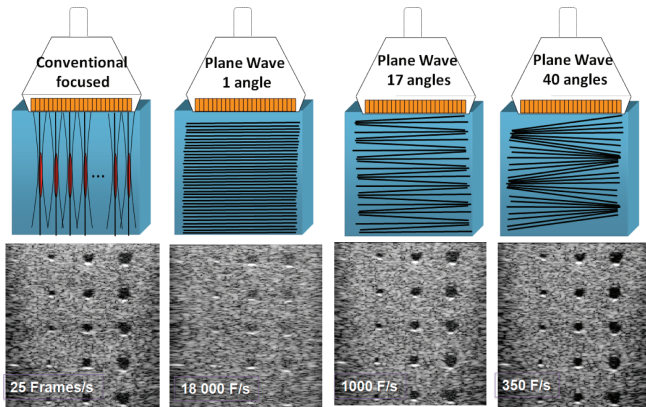 Conventional
focused
Plane Wave
1 angle
Plane Wave
17 angles
Plane Wave
40 angles
25 Frames/s
18 000 F/s
1000 F/s
350 F/s